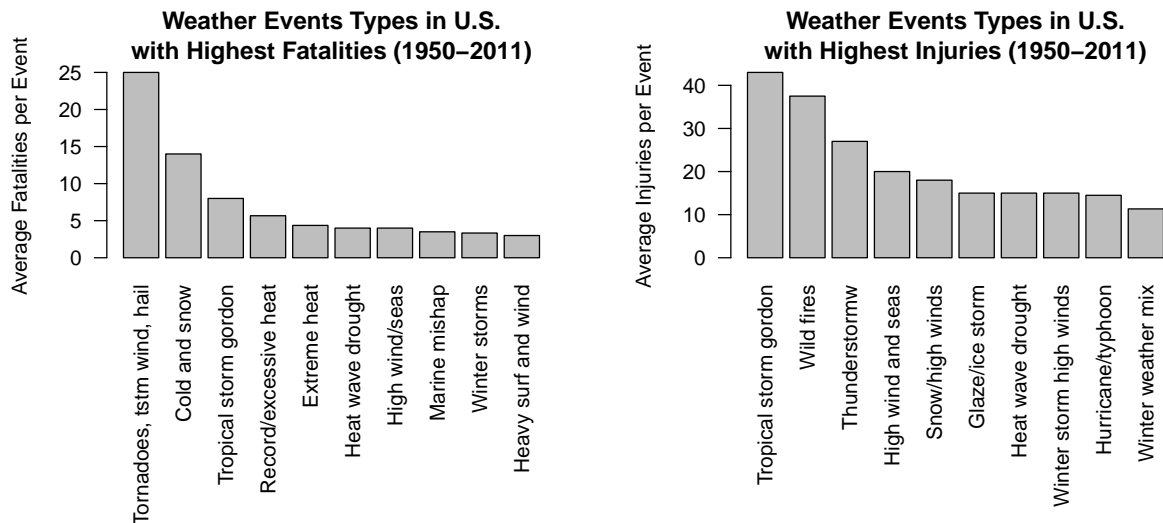 Weather Events Types in U.S.
with Highest Fatalities (1950−2011)
Average Fatalities per Event
25
20
15
10
5
0
Tornadoes, tstm wind, hail
Cold and snow
Tropical storm gordon
Record/excessive heat
Extreme heat
Heat wave drought
High wind/seas
Marine mishap
Winter storms
Heavy surf and wind
Weather Events Types in U.S.
with Highest Injuries (1950−2011)
Average Injuries per Event
40
30
20
10
0
Tropical storm gordon
Wild fires
Thunderstormw
High wind and seas
Snow/high winds
Glaze/ice storm
Heat wave drought
Winter storm high winds
Hurricane/typhoon
Winter weather mix